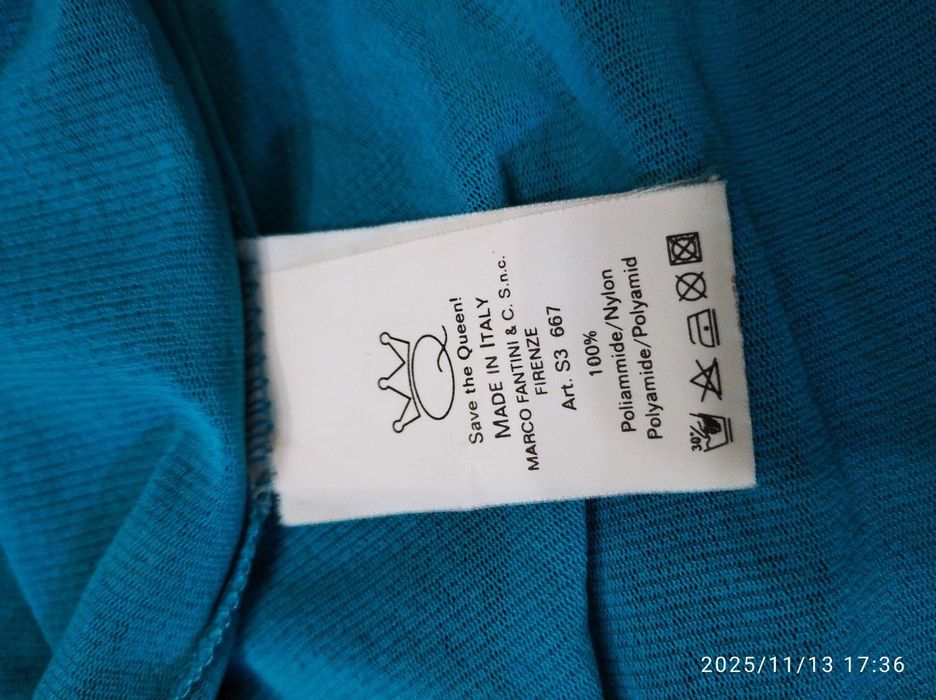 Save the Queen!
MADE IN ITALY
MARCO FANTINI & C. S.n.c.
FIRENZE
Art. S3 667
100%
Poliammide/Nylon
Polyamide/Polyamid
30°
2025/11/13 17:36